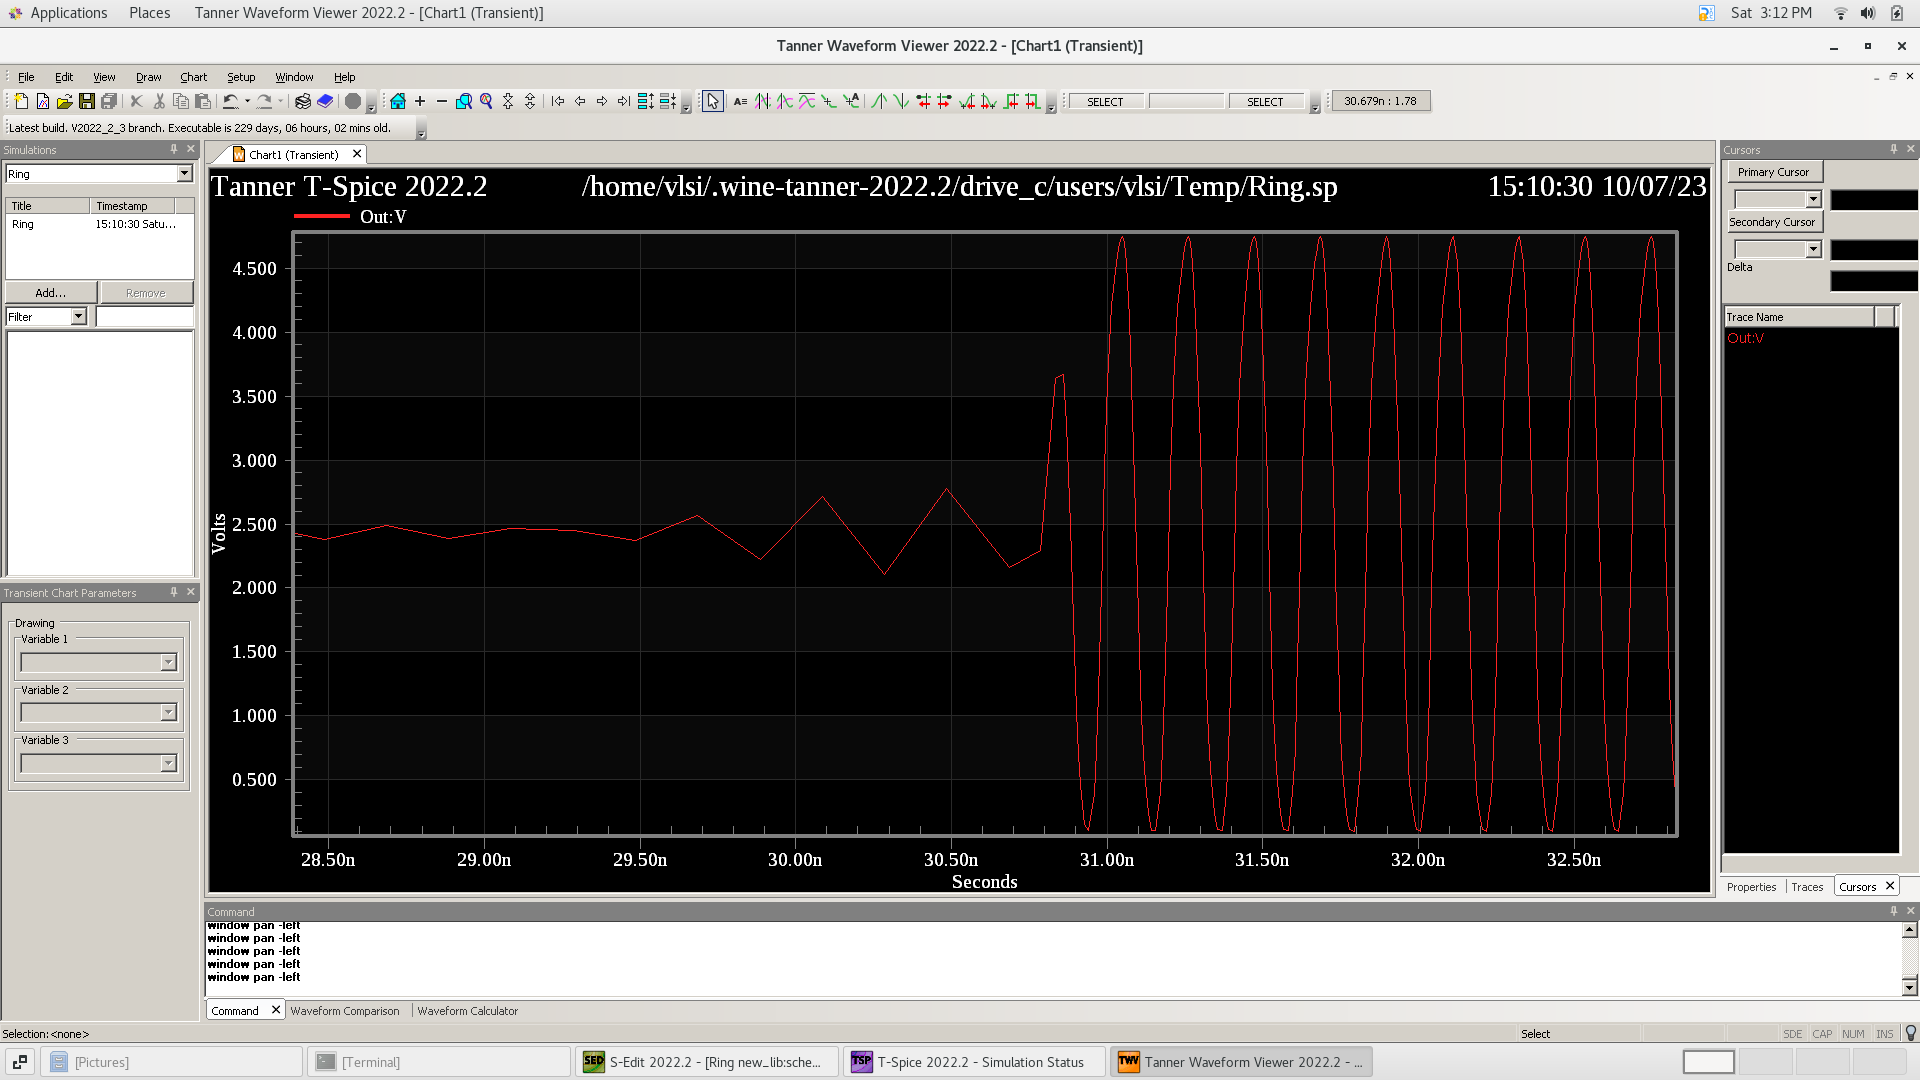 Applications Places Tanner Waveform Viewer 2022.2 - [Chart1 (Transient)] Sat 3:12 PM
Tanner Waveform Viewer 2022.2 - [Chart1 (Transient)]
File Edit View Draw Chart Setup Window Help
SELECT SELECT 30.679n : 1.78
Latest build. V2022_2_3 branch. Executable is 229 days, 06 hours, 02 mins old.
Simulations
Ring
Title Timestamp
Ring 15:10:30 Satu...
Add... Remove
Filter
Transient Chart Parameters
Drawing
Variable 1
Variable 2
Variable 3
Chart1 (Transient)
Tanner T-Spice 2022.2 /home/vlsi/.wine-tanner-2022.2/drive_c/users/vlsi/Temp/Ring.sp 15:10:30 10/07/23
Out:V
4.500
4.000
3.500
3.000
2.500
2.000
1.500
1.000
0.500
Volts
28.50n 29.00n 29.50n 30.00n 30.50n 31.00n 31.50n 32.00n 32.50n
Seconds
Cursors
Primary Cursor
Secondary Cursor
Delta
Trace Name
Out:V
Properties Traces Cursors
Command
window pan -left
window pan -left
window pan -left
window pan -left
window pan -left
Command Waveform Comparison Waveform Calculator
Selection: <none> Select SDE CAP NUM INS
[Pictures] [Terminal] SED S-Edit 2022.2 - [Ring new_lib:sche... TSP T-Spice 2022.2 - Simulation Status TWV Tanner Waveform Viewer 2022.2 - ...